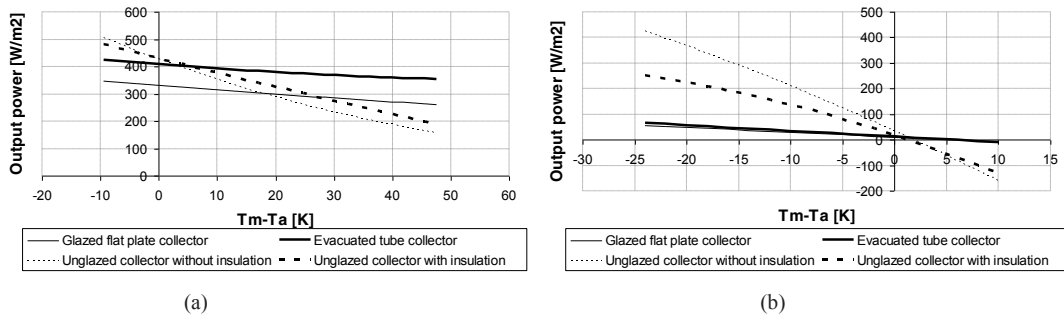 Output power [W/m2]
600
500
400
300
200
100
0
-20 -10 0 10 20 30 40 50 60
Tm-Ta [K]
Glazed flat plate collector Evacuated tube collector
Unglazed collector without insulation Unglazed collector with insulation
(a)
Output power [W/m2]
500
400
300
200
100
0
-100
-200
-30 -25 -20 -15 -10 -5 0 5 10 15
Tm-Ta [K]
Glazed flat plate collector Evacuated tube collector
Unglazed collector without insulation Unglazed collector with insulation
(b)